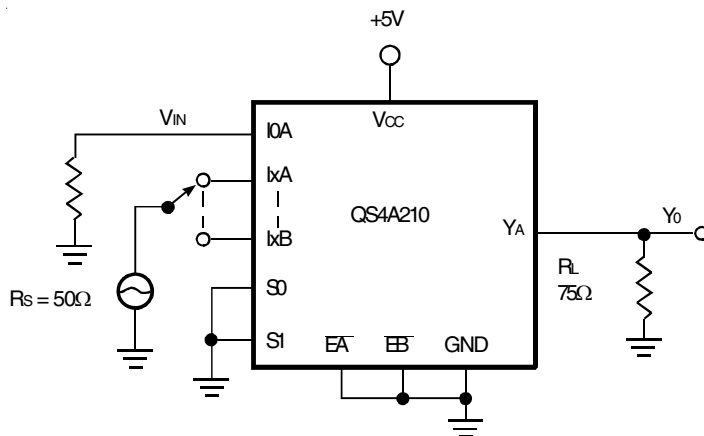 +5V
VIN
I0A
VCC
IxA
QS4A210
YA
Y0
IxB
RS = 50Ω
S0
RL
75Ω
S1
EA
EB
GND